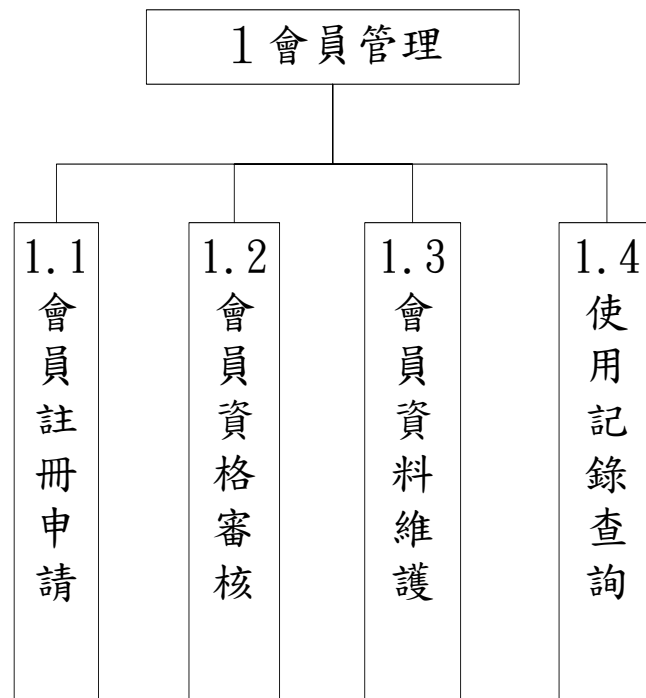 1 會員管理
1.1 會員註冊申請
1.2 會員資格審核
1.3 會員資料維護
1.4 使用記錄查詢